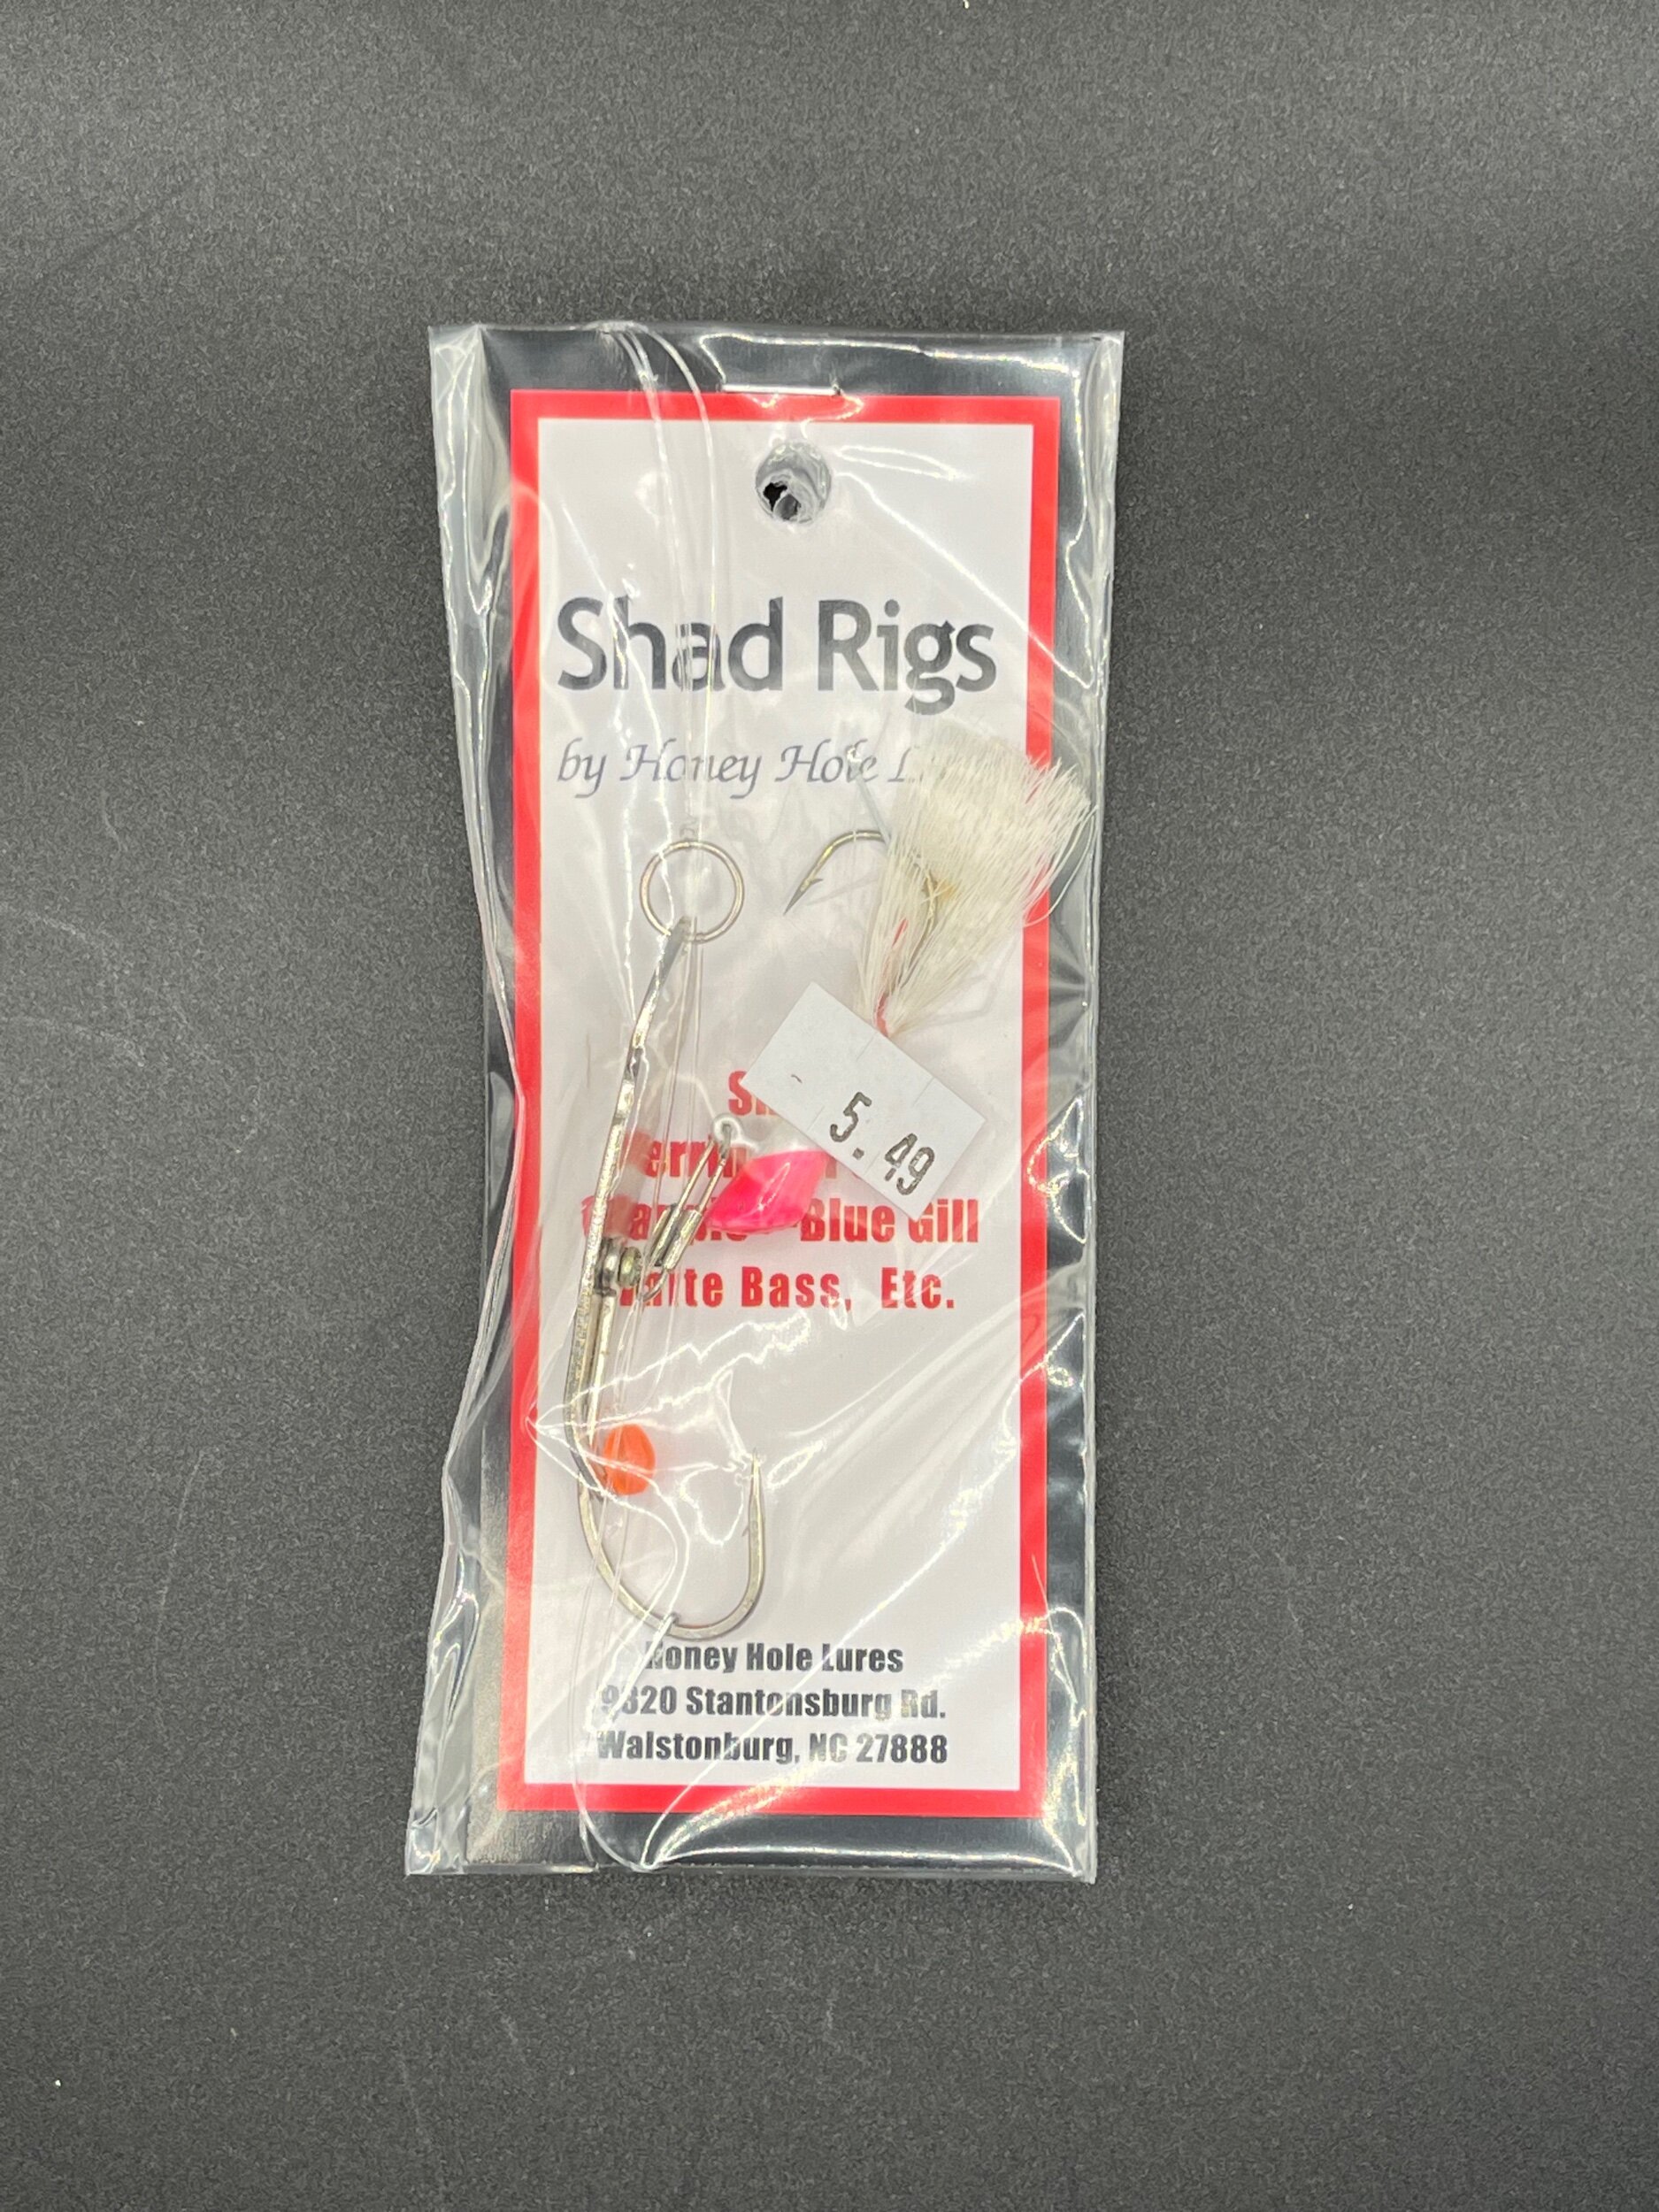 Shad Rigs
by Honey Hole
5.49
Blue Gill
Bass, Etc.
Honey Hole Lures
9320 Stantonsburg Rd.
Walstonburg, NC 27888